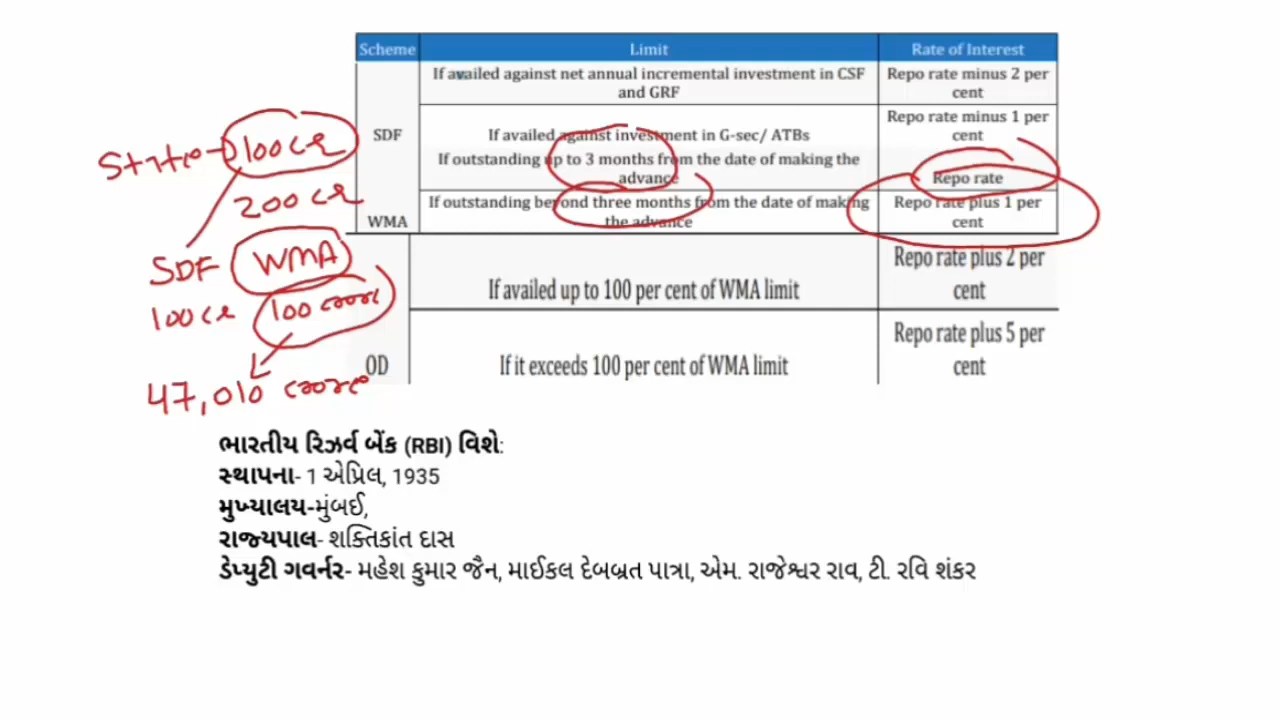 Scheme Limit Rate of Interest
If availed against net annual incremental investment in CSF and GRF Repo rate minus 2 per cent
SDF If availed against investment in G-sec/ ATBs Repo rate minus 1 per cent
If outstanding up to 3 months from the date of making the advance Repo rate
WMA If outstanding beyond three months from the date of making the advance Repo rate plus 1 per cent
If availed up to 100 per cent of WMA limit Repo rate plus 2 per cent
OD If it exceeds 100 per cent of WMA limit Repo rate plus 5 per cent
State 100 cr
200 cr
SDF WMA
100 cr 100 crore
47,010 crore
ભારતીય રિઝર્વ બેંક (RBI) વિશે:
સ્થાપના- 1 એપ્રિલ, 1935
મુખ્યાલય-મુંબઈ,
રાજ્યપાલ- શક્તિકાંત દાસ
ડેપ્યુટી ગવર્નર- મહેશ કુમાર જૈન, માઈકલ દેબબ્રત પાત્રા, એમ. રાજેશ્વર રાવ, ટી. રવિ શંકર